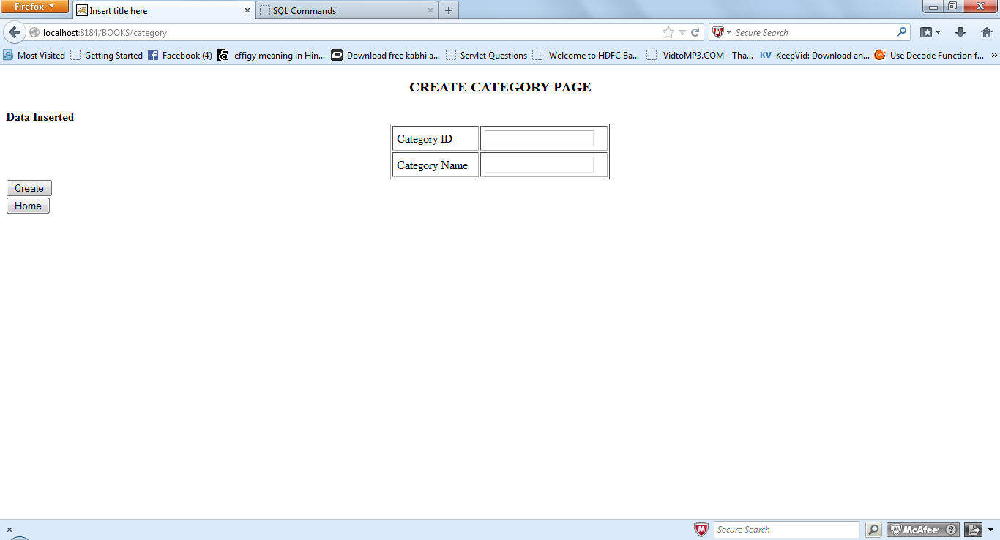 Firefox
Insert title here
SQL Commands
localhost:8184/BOOKS/category
Secure Search
Most Visited Getting Started Facebook (4) effigy meaning in Hin... Download free kabhi a... Servlet Questions Welcome to HDFC Ba... VidtoMP3.COM - Tha... KV KeepVid: Download an... Use Decode Function f... »
CREATE CATEGORY PAGE
Data Inserted
Category ID
Category Name
Create
Home
Secure Search
McAfee